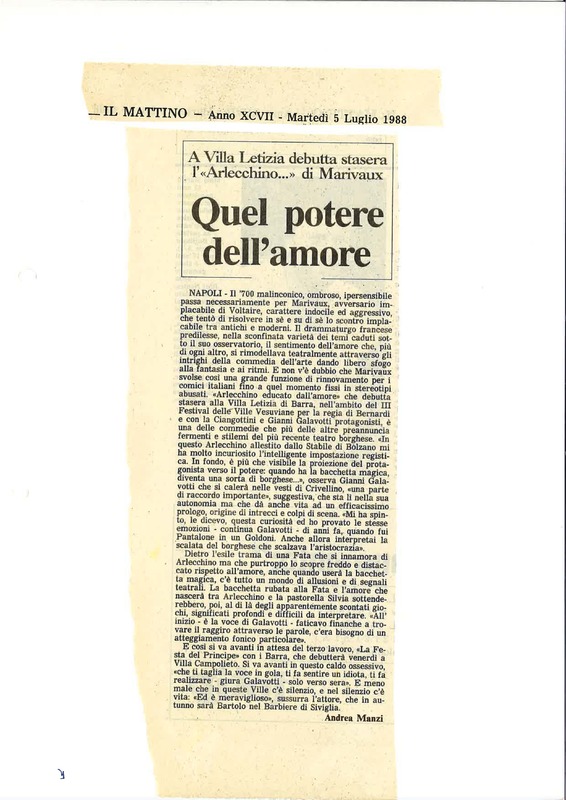 — IL MATTINO — Anno XCVII - Martedì 5 Luglio 1988
A Villa Letizia debutta stasera
l'«Arlecchino...» di Marivaux
Quel potere
dell'amore
NAPOLI - Il '700 malinconico, ombroso, ipersensibile
passa necessariamente per Marivaux, avversario im-
placabile di Voltaire, carattere indocile ed aggressivo,
che tentò di risolvere in sè e su di sè lo scontro impla-
cabile tra antichi e moderni. Il drammaturgo francese
predilesse, nella sconfinata varietà dei temi caduti sot-
to il suo osservatorio, il sentimento dell'amore che, più
di ogni altro, si rimodellava teatralmente attraverso gli
intrighi della commedia dell'arte dando libero sfogo
alla fantasia e ai ritmi. E non v'è dubbio che Marivaux
svolse così una grande funzione di rinnovamento per i
comici italiani fino a quel momento fissi in stereotipi
abusati. «Arlecchino educato dall'amore» che debutta
stasera alla Villa Letizia di Barra, nell'ambito del III
Festival delle Ville Vesuviane per la regia di Bernardi
e con la Ciangottini e Gianni Galavotti protagonisti, è
una delle commedie che più delle altre preannuncia
fermenti e stilemi del più recente teatro borghese. «In
questo Arlecchino allestito dallo Stabile di Bolzano mi
ha molto incuriosito l'intelligente impostazione registi-
ca. In fondo, è più che visibile la proiezione del prota-
gonista verso il potere: quando ha la bacchetta magica,
diventa una sorta di borghese...», osserva Gianni Gala-
votti che si calerà nelle vesti di Crivellino, «una parte
di raccordo importante», suggestiva, che sta lì nella sua
autonomia ma che dà anche vita ad un efficacissimo
prologo, origine di intrecci e colpi di scena. «Mi ha spin-
to, le dicevo, questa curiosità ed ho provato le stesse
emozioni - continua Galavotti - di anni fa, quando fui
Pantalone in un Goldoni. Anche allora interpretai la
scalata del borghese che scalzava l'aristocrazia».
Dietro l'esile trama di una Fata che si innamora di
Arlecchino ma che purtroppo lo scopre freddo e distac-
cato rispetto all'amore, anche quando userà la bacchet-
ta magica, c'è tutto un mondo di allusioni e di segnali
teatrali. La bacchetta rubata alla Fata e l'amore che
nascerà tra Arlecchino e la pastorella Silvia sottende-
rebbero, poi, al di là degli apparentemente scontati gio-
chi, significati profondi e difficili da interpretare. «All'
inizio - è la voce di Galavotti - faticavo finanche a tro-
vare il raggiro attraverso le parole, c'era bisogno di un
atteggiamento fonico particolare».
E così si va avanti in attesa del terzo lavoro, «La Fe-
sta del Principe» con i Barra, che debutterà venerdì a
Villa Campolieto. Si va avanti in questo caldo ossessivo,
«che ti taglia la voce in gola, ti fa sentire un idiota, ti fa
realizzare - giura Galavotti - solo verso sera». E meno
male che in queste Ville c'è silenzio, e nel silenzio c'è
vita: «Ed è meraviglioso», sussurra l'attore, che in au-
tunno sarà Bartolo nel Barbiere di Siviglia.
Andrea Manzi